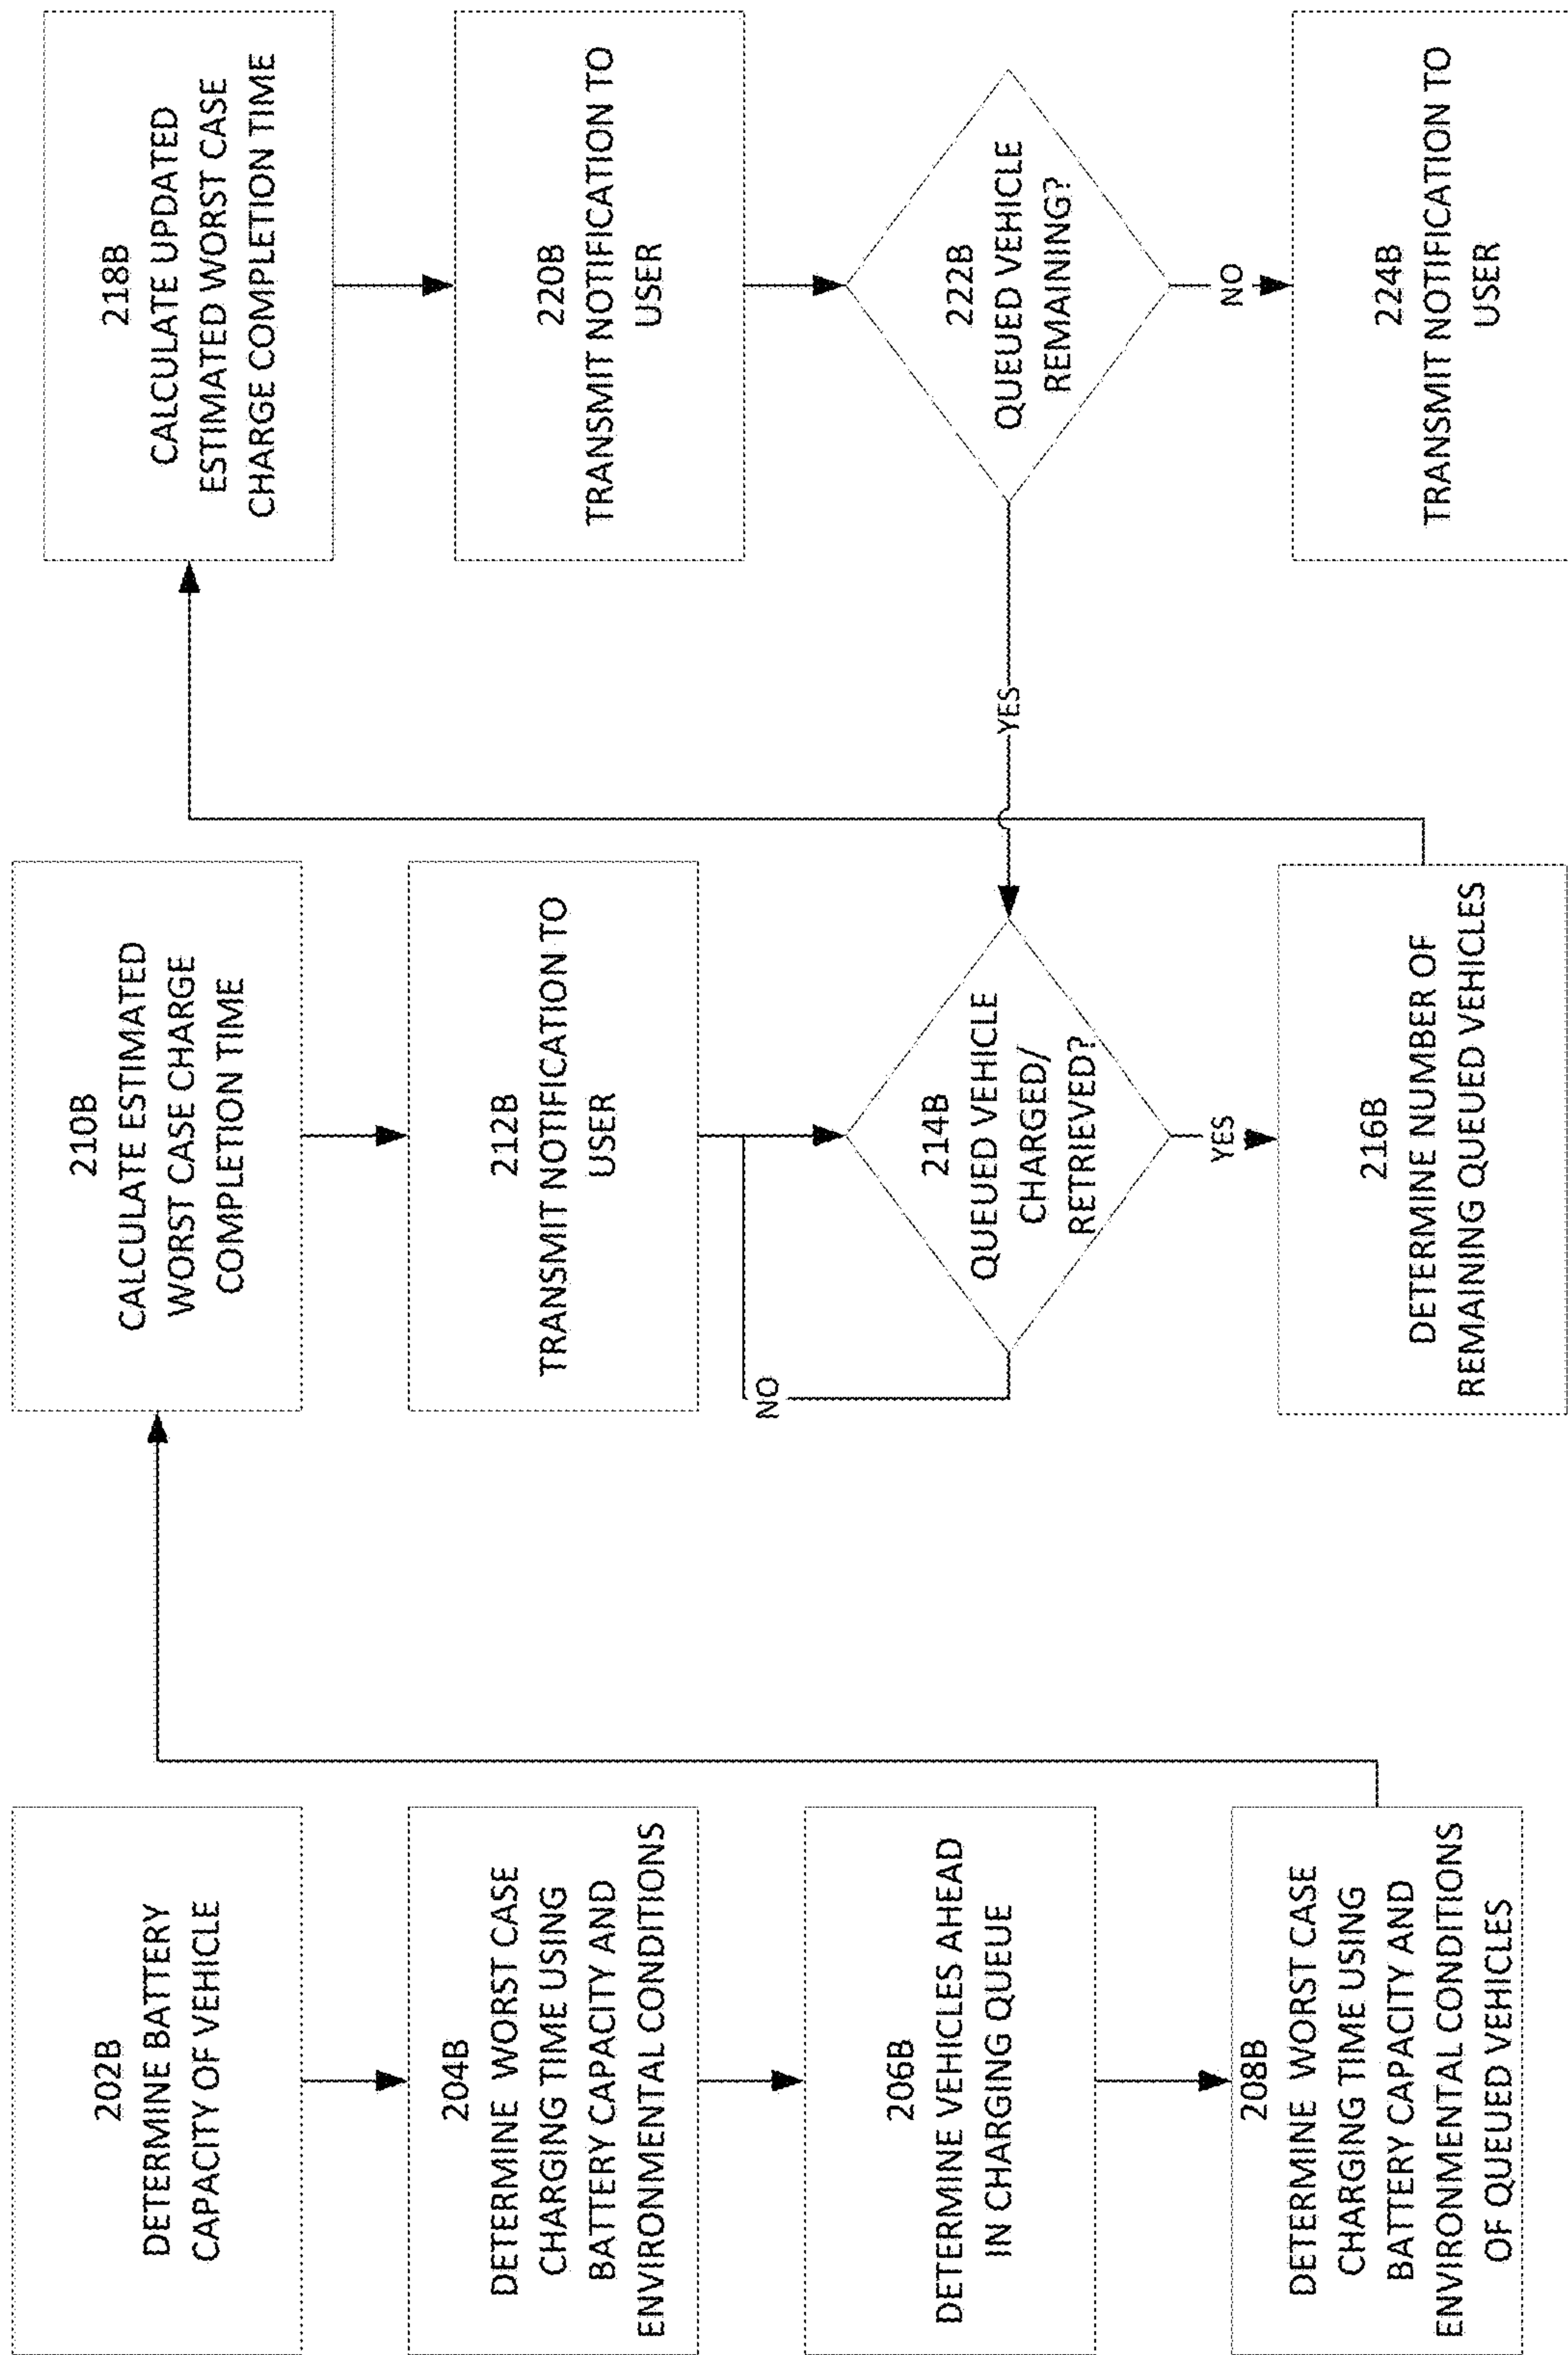 202B
DETERMINE BATTERY
CAPACITY OF VEHICLE
204B
DETERMINE WORST CASE
CHARGING TIME USING
BATTERY CAPACITY AND
ENVIRONMENTAL CONDITIONS
206B
DETERMINE VEHICLES AHEAD
IN CHARGING QUEUE
208B
DETERMINE WORST CASE
CHARGING TIME USING
BATTERY CAPACITY AND
ENVIRONMENTAL CONDITIONS
OF QUEUED VEHICLES
210B
CALCULATE ESTIMATED
WORST CASE CHARGE
COMPLETION TIME
212B
TRANSMIT NOTIFICATION TO
USER
NO
214B
QUEUED VEHICLE
CHARGED/
RETRIEVED?
YES
216B
DETERMINE NUMBER OF
REMAINING QUEUED VEHICLES
218B
CALCULATE UPDATED
ESTIMATED WORST CASE
CHARGE COMPLETION TIME
220B
TRANSMIT NOTIFICATION TO
USER
YES
222B
QUEUED VEHICLE
REMAINING?
NO
224B
TRANSMIT NOTIFICATION TO
USER